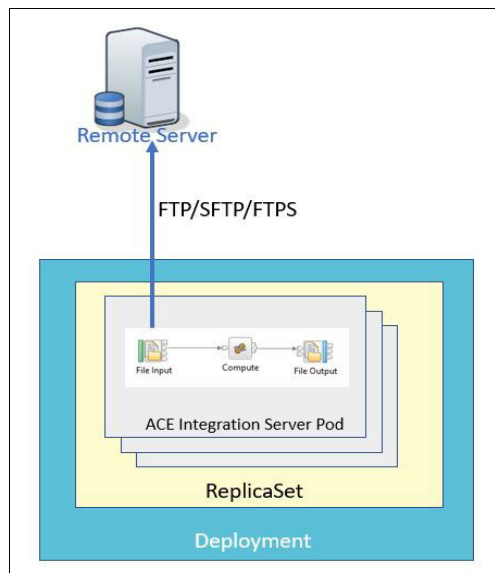 Remote Server
FTP/SFTP/FTPS
File Input
Compute
File Output
ACE Integration Server Pod
ReplicaSet
Deployment